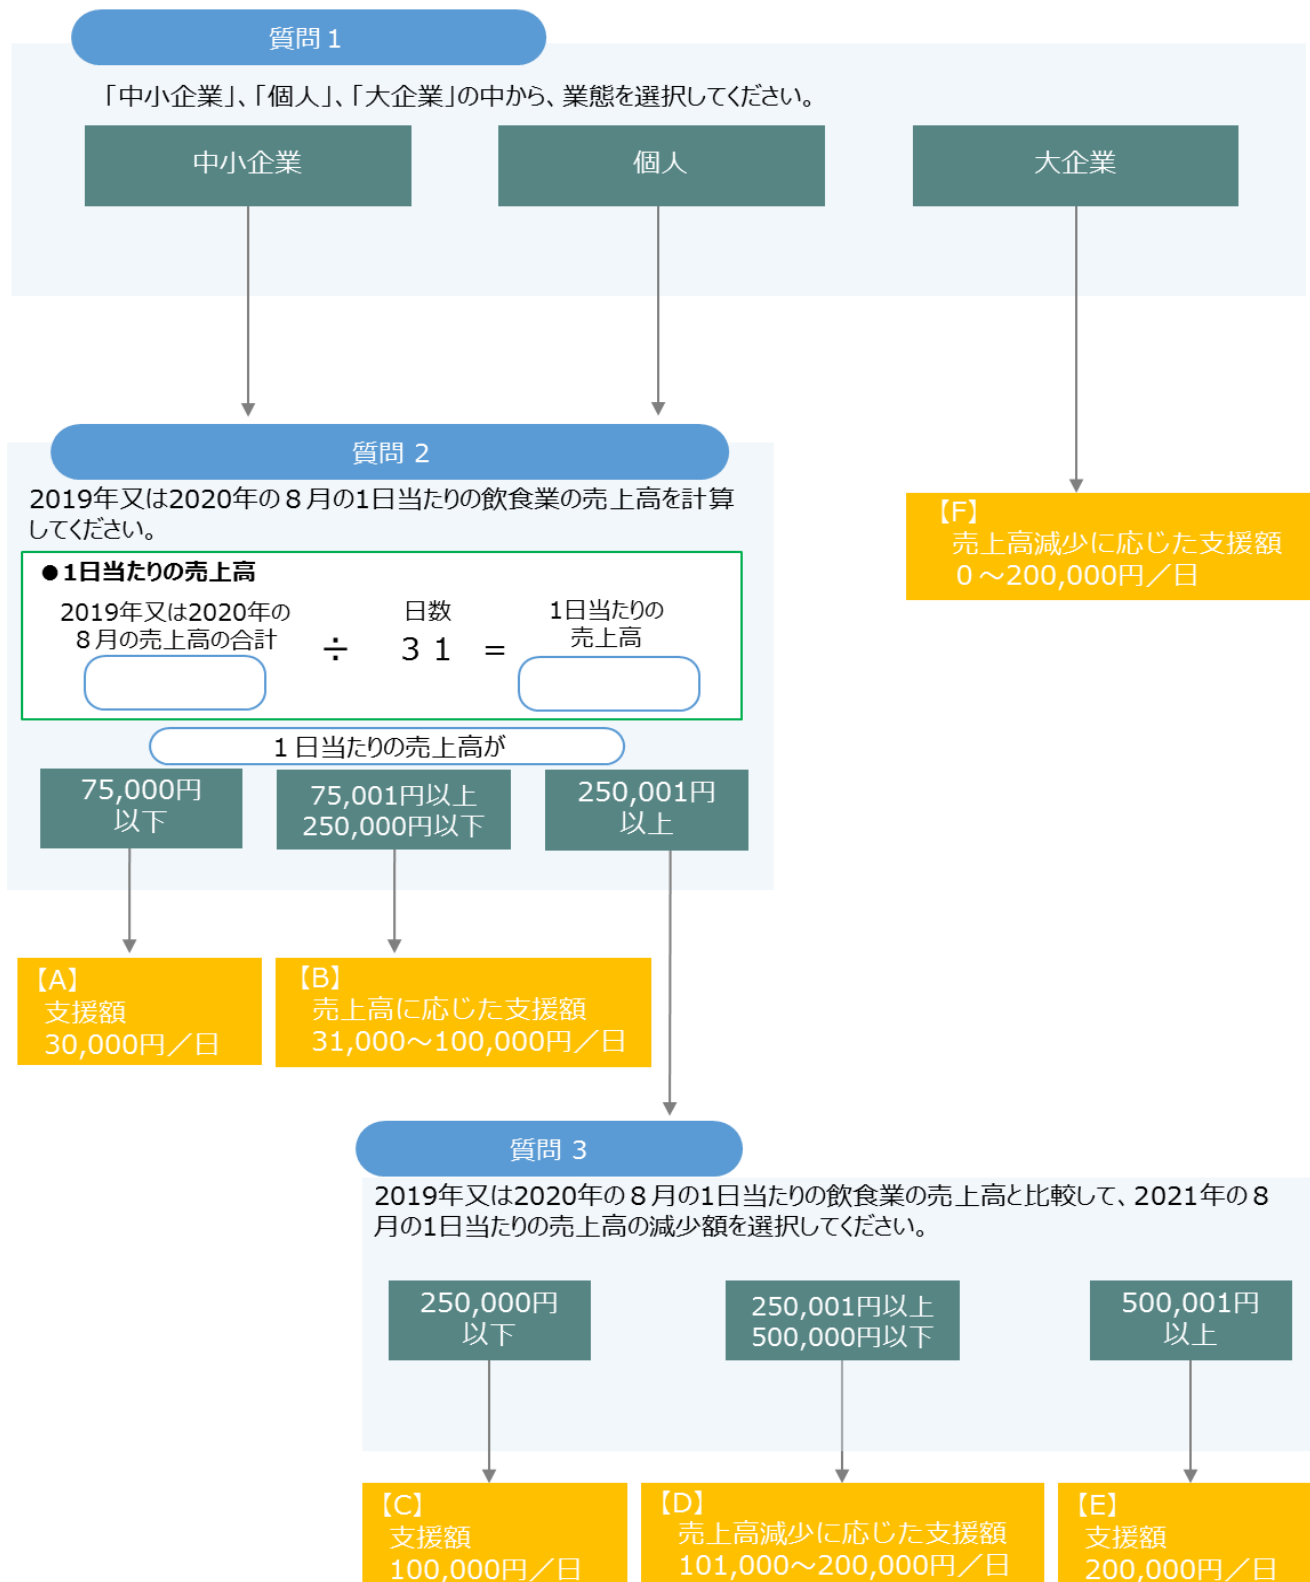 質問１
「中小企業」、「個人」、「大企業」の中から、業態を選択してください。
中小企業
個人
大企業
質問 2
2019年又は2020年の８月の1日当たりの飲食業の売上高を計算
してください。
●1日当たりの売上高
2019年又は2020年の
８月の売上高の合計
÷
日数
３１
=
1日当たりの
売上高
１日当たりの売上高が
75,000円
以下
75,001円以上
250,000円以下
250,001円
以上
【F】
売上高減少に応じた支援額
０～200,000円／日
【A】
支援額
30,000円／日
【B】
売上高に応じた支援額
31,000～100,000円／日
質問 3
2019年又は2020年の８月の1日当たりの飲食業の売上高と比較して、2021年の８
月の1日当たりの売上高の減少額を選択してください。
250,000円
以下
250,001円以上
500,000円以下
500,001円
以上
【C】
支援額
100,000円／日
【D】
売上高減少に応じた支援額
101,000～200,000円／日
【E】
支援額
200,000円／日